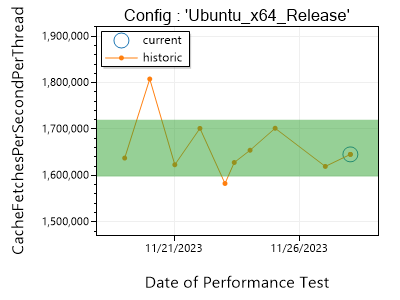 Config : 'Ubuntu_x64_Release'
CacheFetchesPerSecondPerThread
1,900,000
1,800,000
1,700,000
1,600,000
1,500,000
current
historic
11/21/2023
11/26/2023
Date of Performance Test